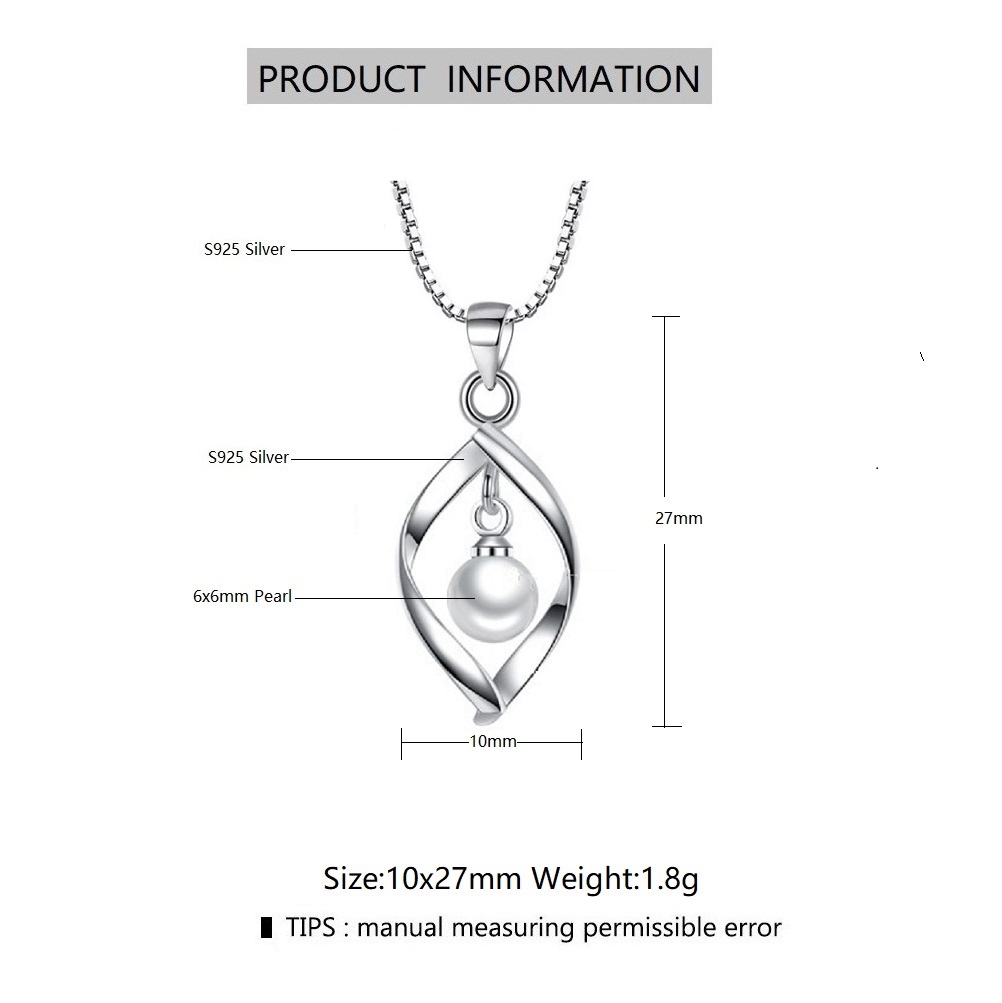 PRODUCT INFORMATION
S925 Silver
S925 Silver
27mm
6x6mm Pearl
10mm
Size:10x27mm Weight:1.8g
TIPS : manual measuring permissible error